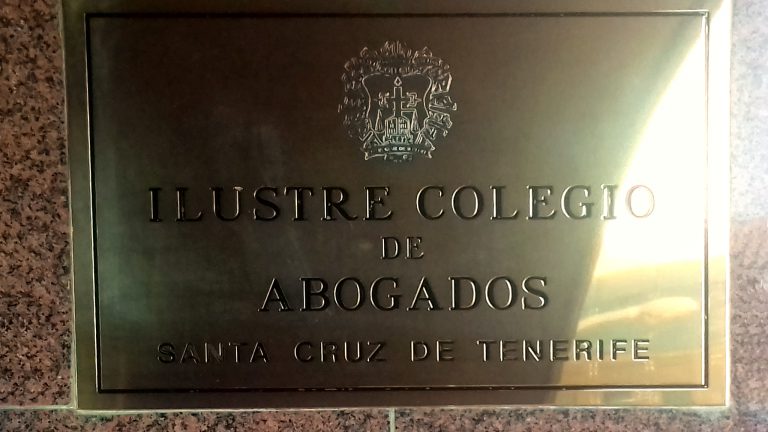 ILUSTRE COLEGIO
DE
ABOGADOS
SANTA CRUZ DE TENERIFE